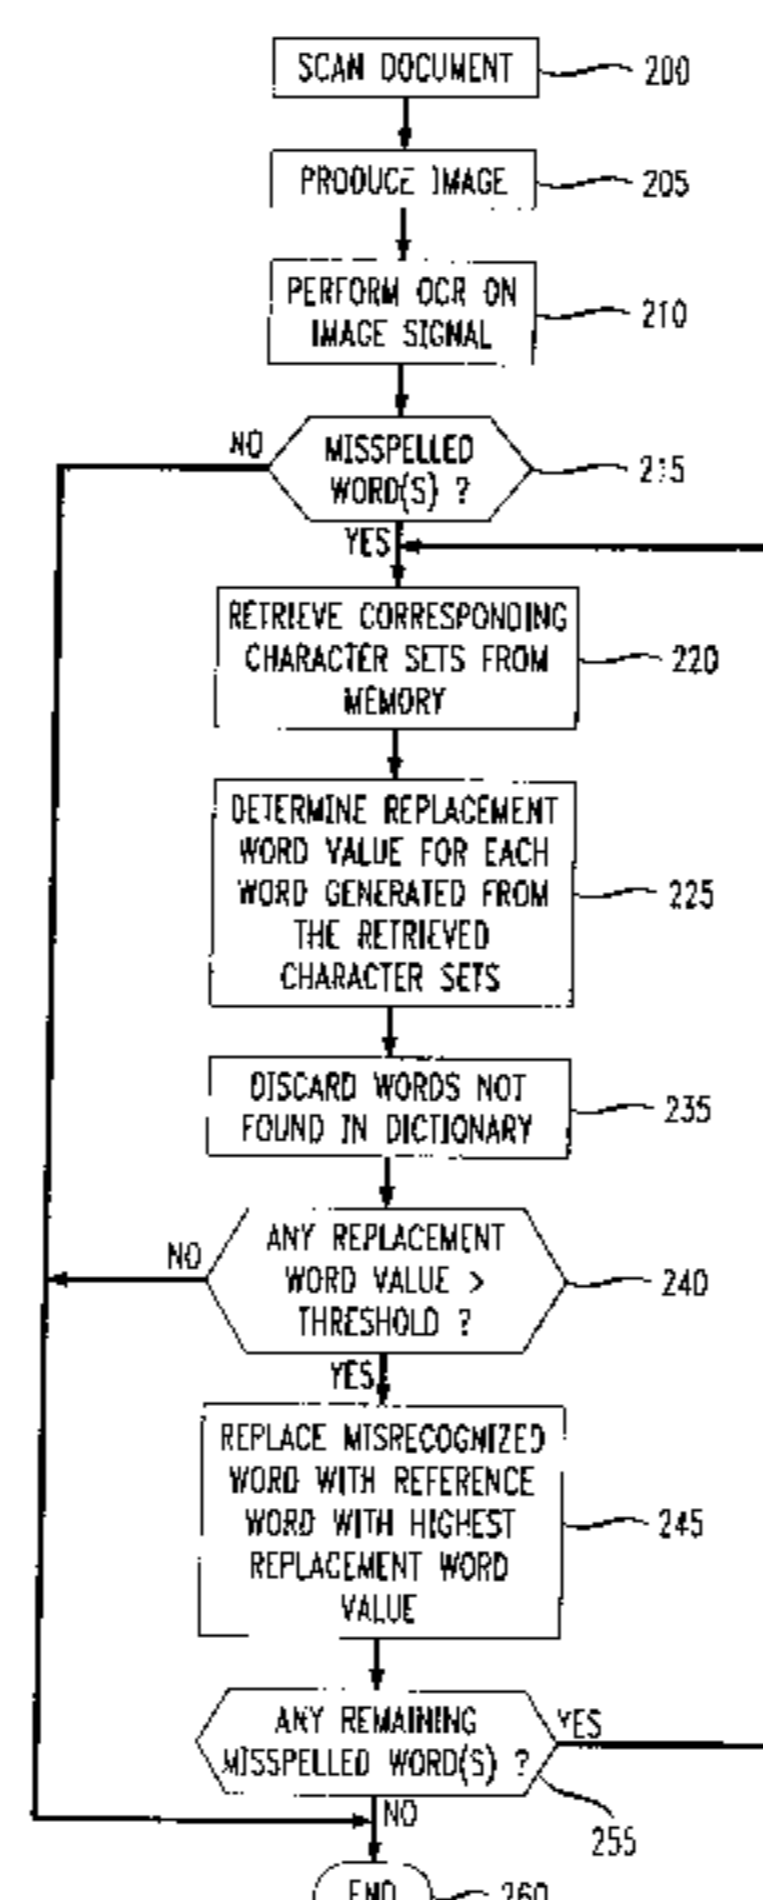 SCAN DOCUMENT
200
PRODUCE IMAGE
205
PERFORM OCR ON
IMAGE SIGNAL
210
NO
MISSPELLED
WORD(S) ?
215
YES
RETRIEVE CORRESPONDING
CHARACTER SETS FROM
MEMORY
220
DETERMINE REPLACEMENT
WORD VALUE FOR EACH
WORD GENERATED FROM
THE RETRIEVED
CHARACTER SETS
225
DISCARD WORDS NOT
FOUND IN DICTIONARY
235
NO
ANY REPLACEMENT
WORD VALUE >
THRESHOLD ?
240
YES
REPLACE MISRECOGNIZED
WORD WITH REFERENCE
WORD WITH HIGHEST
REPLACEMENT WORD
VALUE
245
ANY REMAINING
MISSPELLED WORD(S) ?
YES
255
NO
END
260